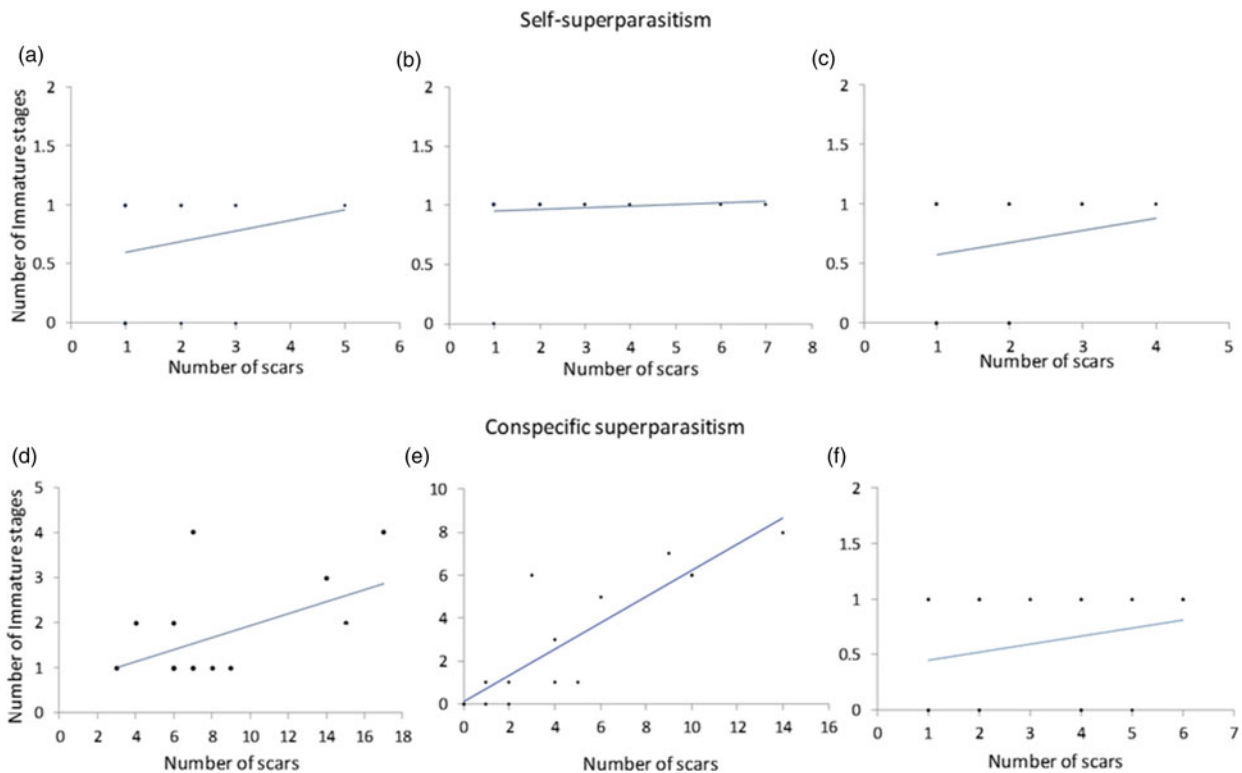 Self-superparasitism
(a)
Number of Immature stages
2
1.5
1
0.5
0
0 1 2 3 4 5 6
Number of scars
(b)
2
1.5
1
0.5
0
0 1 2 3 4 5 6 7 8
Number of scars
(c)
2
1.5
1
0.5
0
0 1 2 3 4 5
Number of scars
Conspecific superparasitism
(d)
Number of Immature stages
5
4
3
2
1
0
0 2 4 6 8 10 12 14 16 18
Number of scars
(e)
10
8
6
4
2
0
0 2 4 6 8 10 12 14 16
Number of scars
(f)
2
1.5
1
0.5
0
0 1 2 3 4 5 6 7
Number of scars